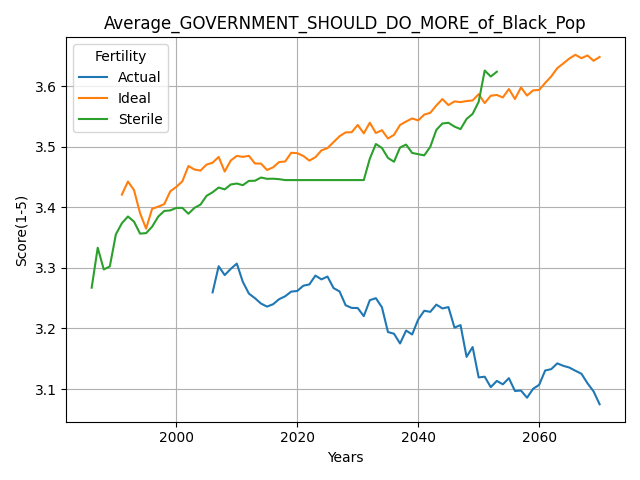 Average_GOVERNMENT_SHOULD_DO_MORE_of_Black_Pop
Fertility
Actual
Ideal
Sterile
Score(1-5)
3.6
3.5
3.4
3.3
3.2
3.1
2000 2020 2040 2060
Years